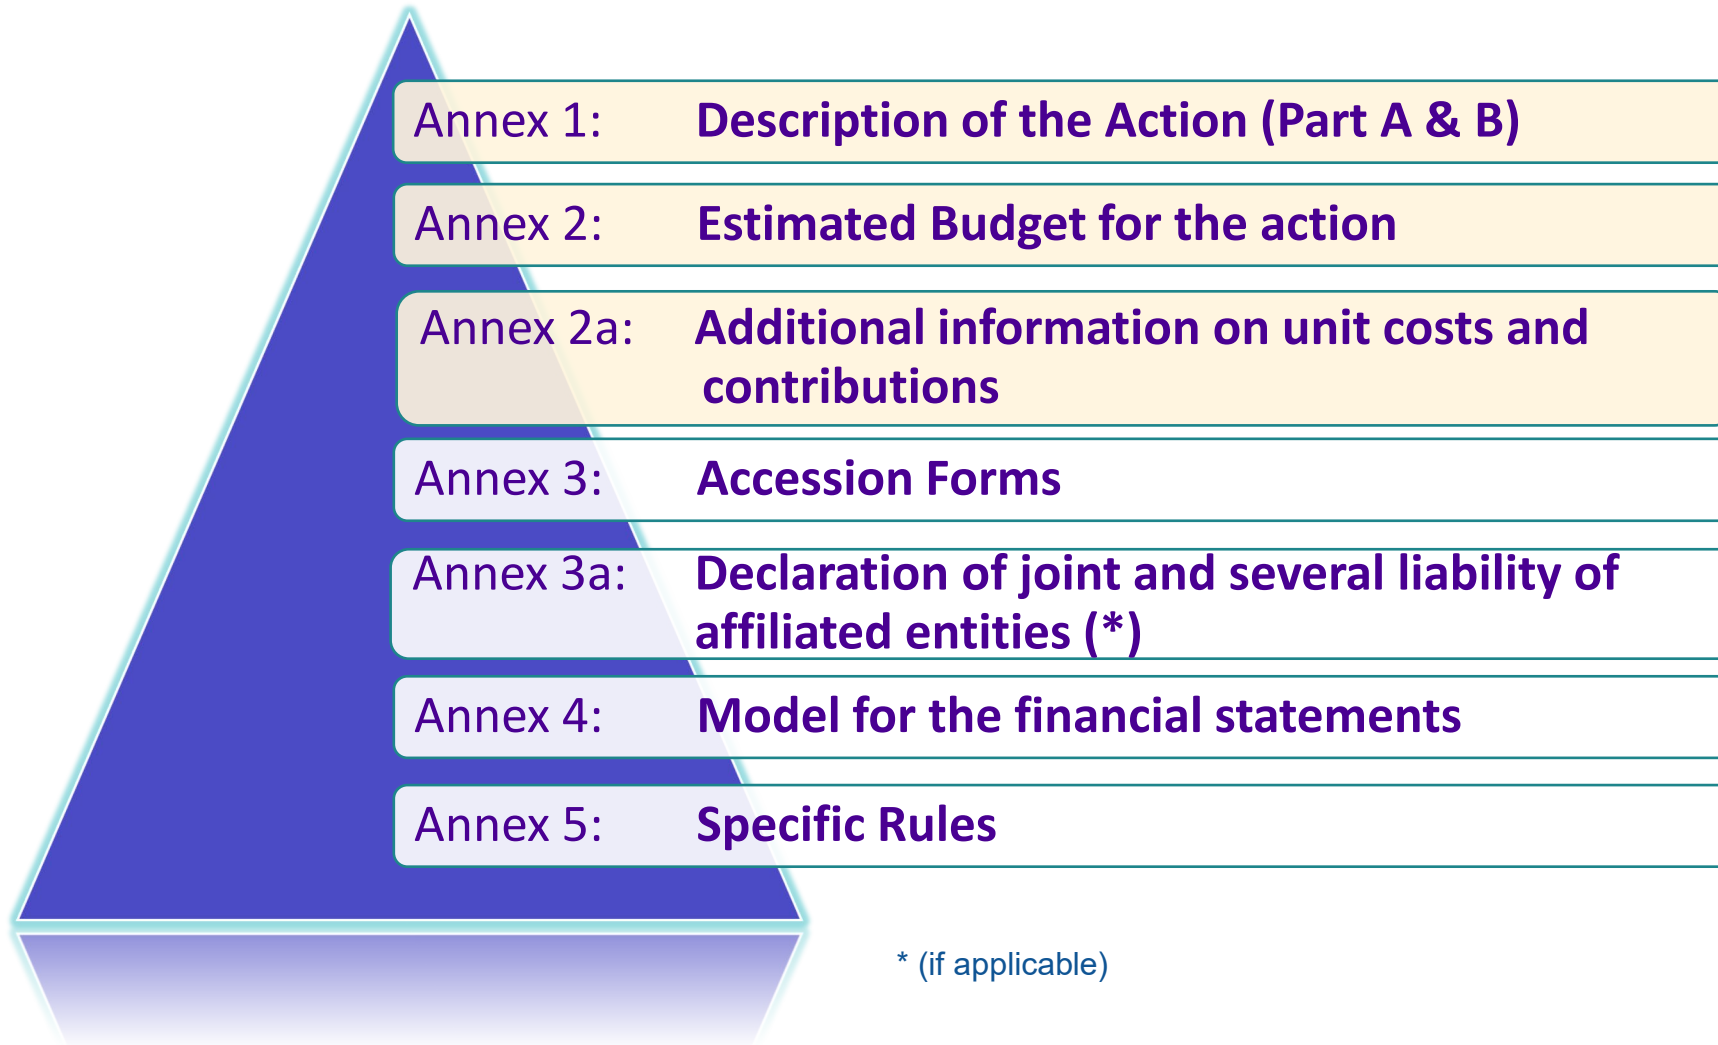 Annex 1: Description of the Action (Part A & B)
Annex 2: Estimated Budget for the action
Annex 2a: Additional information on unit costs and
contributions
Annex 3: Accession Forms
Annex 3a: Declaration of joint and several liability of
affiliated entities (*)
Annex 4: Model for the financial statements
Annex 5: Specific Rules
* (if applicable)